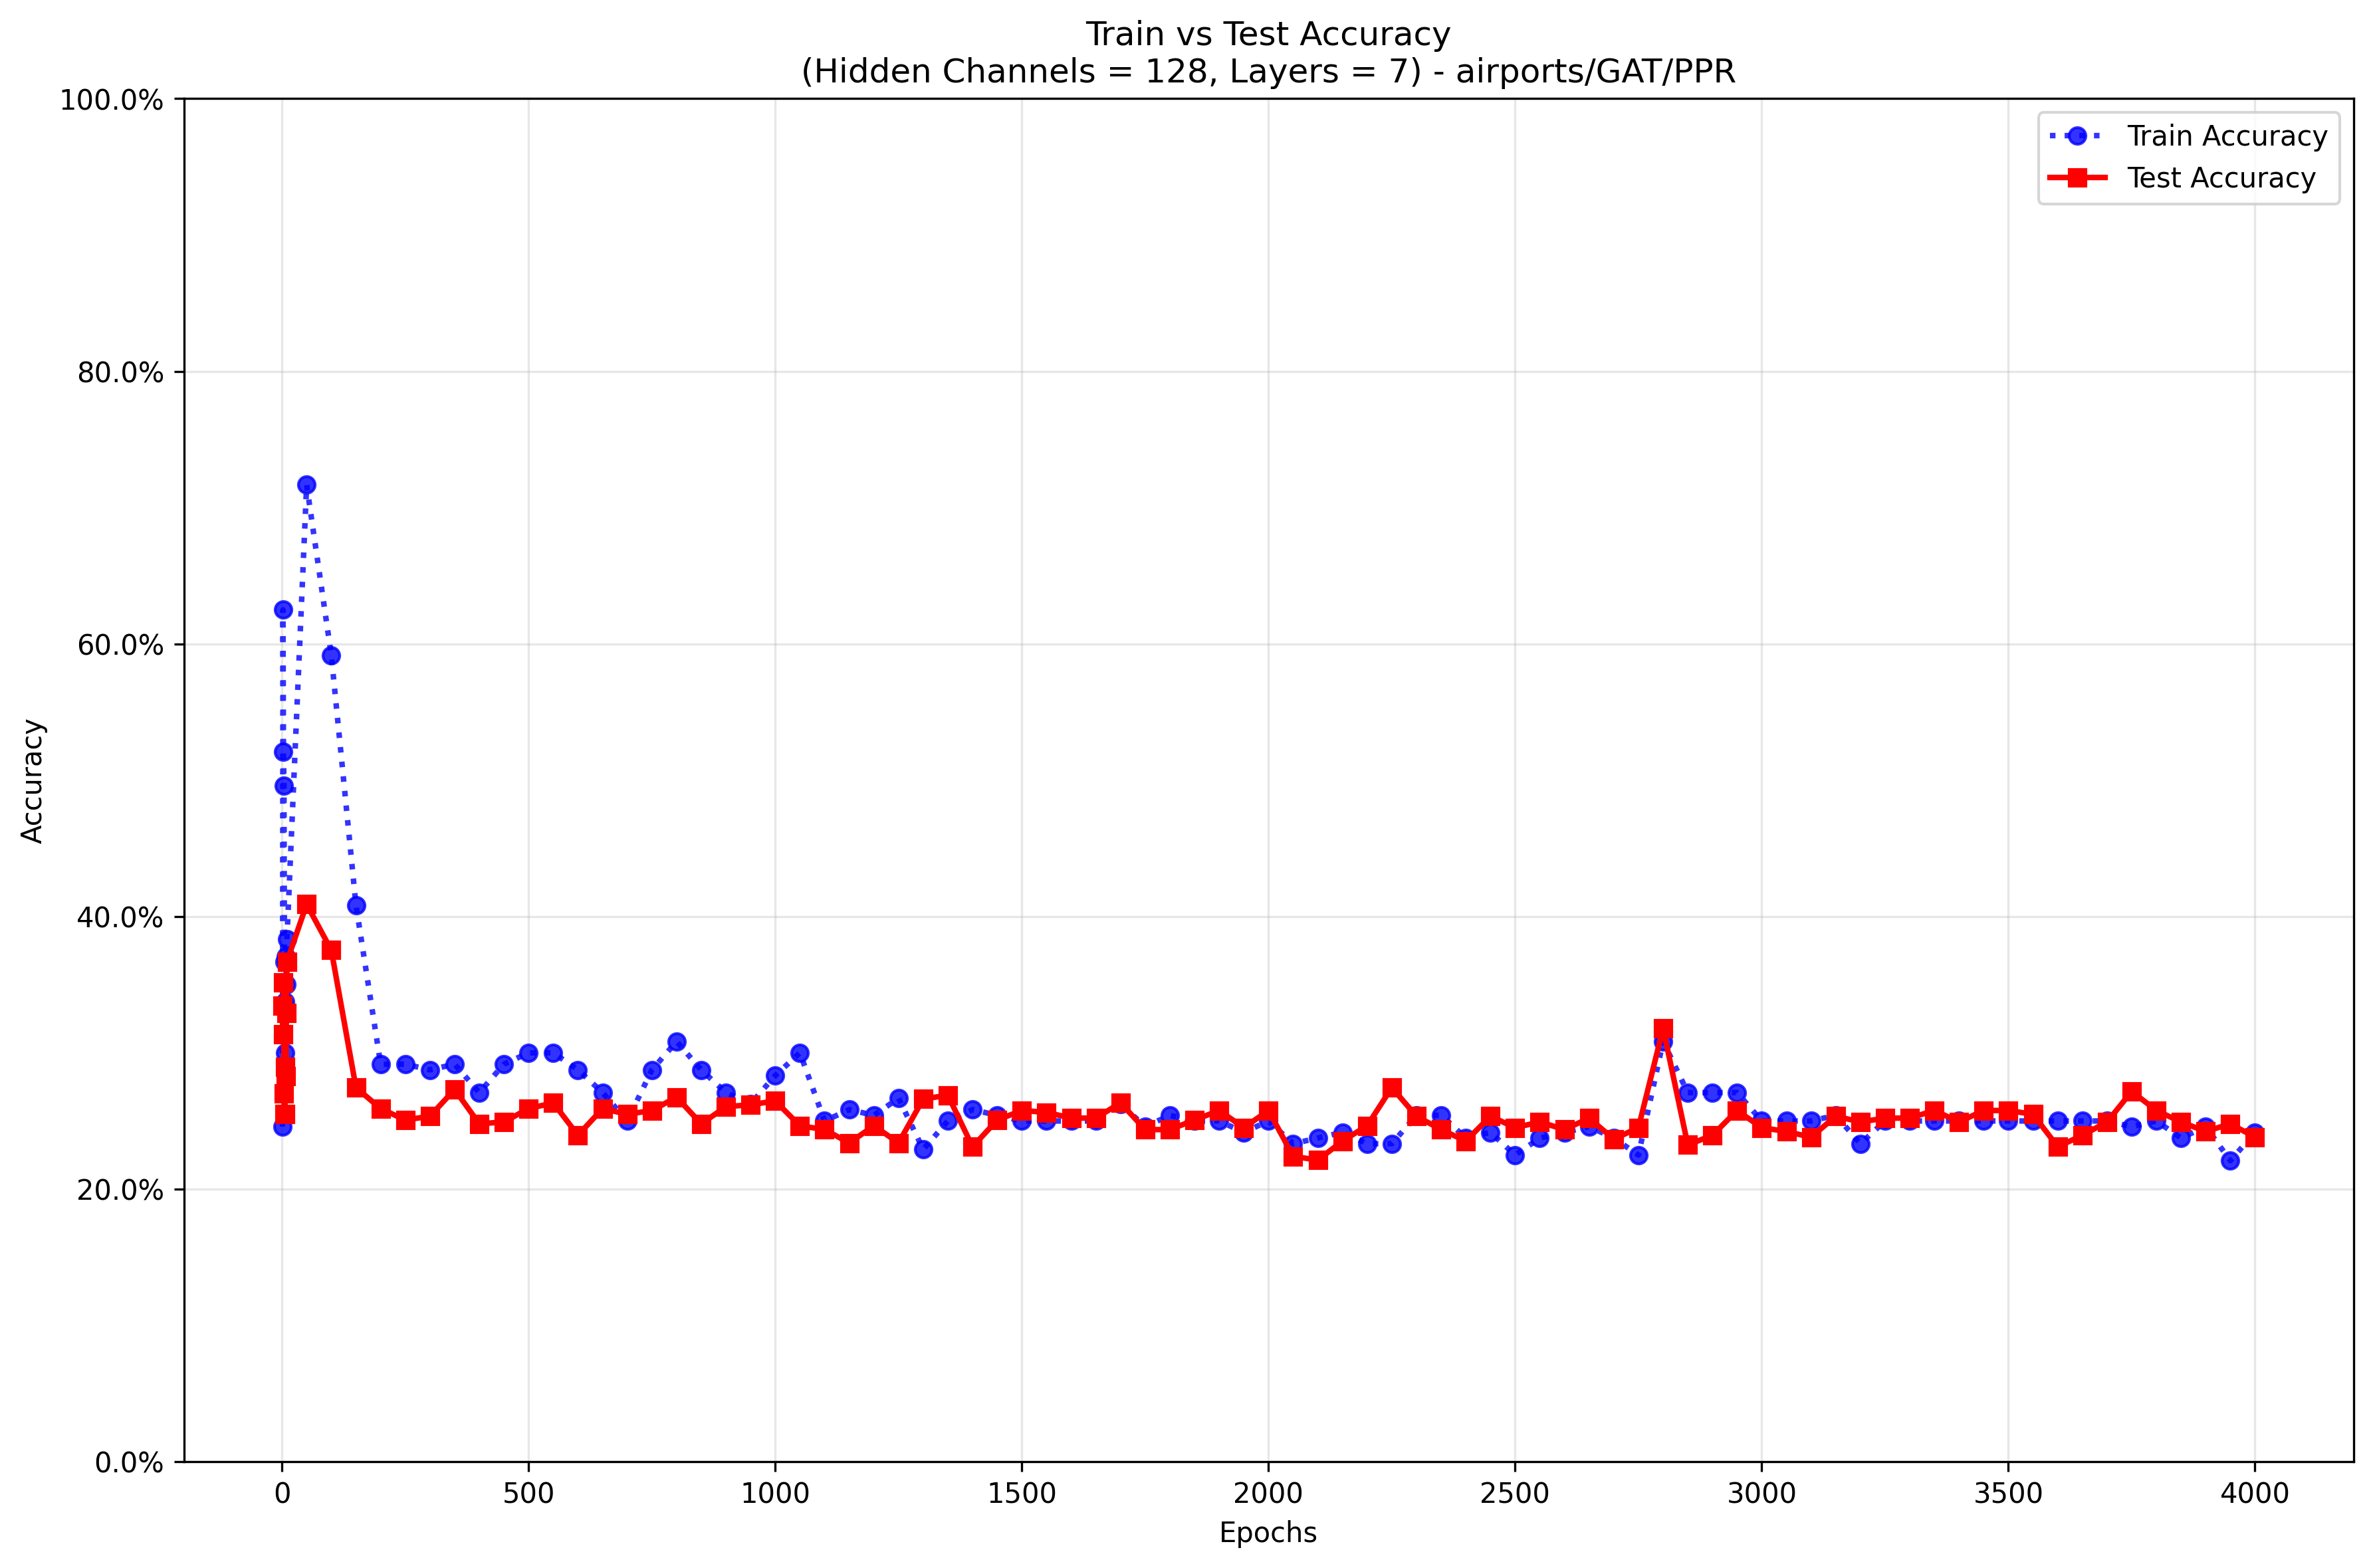 Train vs Test Accuracy
(Hidden Channels = 128, Layers = 7) - airports/GAT/PPR
100.0%
80.0%
60.0%
40.0%
20.0%
0.0%
Accuracy
Train Accuracy
Test Accuracy
0 500 1000 1500 2000 2500 3000 3500 4000
Epochs